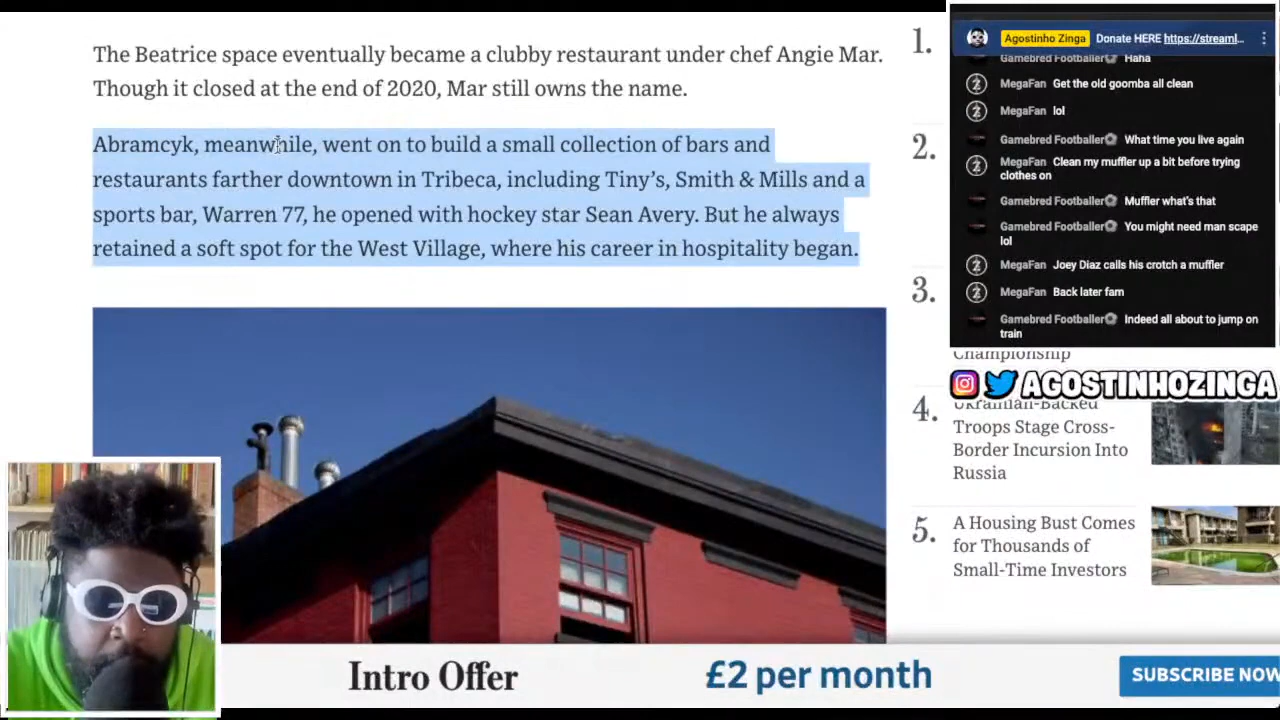 The Beatrice space eventually became a clubby restaurant under chef Angie Mar.
Though it closed at the end of 2020, Mar still owns the name.
Abramcyk, meanwhile, went on to build a small collection of bars and
restaurants farther downtown in Tribeca, including Tiny’s, Smith & Mills and a
sports bar, Warren 77, he opened with hockey star Sean Avery. But he always
retained a soft spot for the West Village, where his career in hospitality began.
1.
2.
3.
Championship
4.
Ukrainian-Backed
Troops Stage Cross-
Border Incursion Into
Russia
5.
A Housing Bust Comes
for Thousands of
Small-Time Investors
Agostinho Zinga Donate HERE https://streaml...
Gamebred Footballer Haha
MegaFan Get the old goomba all clean
MegaFan lol
Gamebred Footballer What time you live again
MegaFan Clean my muffler up a bit before trying
clothes on
Gamebred Footballer Muffler what's that
Gamebred Footballer You might need man scape
lol
MegaFan Joey Diaz calls his crotch a muffler
MegaFan Back later fam
Gamebred Footballer Indeed all about to jump on
train
AGOSTINHOZINGA
Intro Offer
£2 per month
SUBSCRIBE NOW